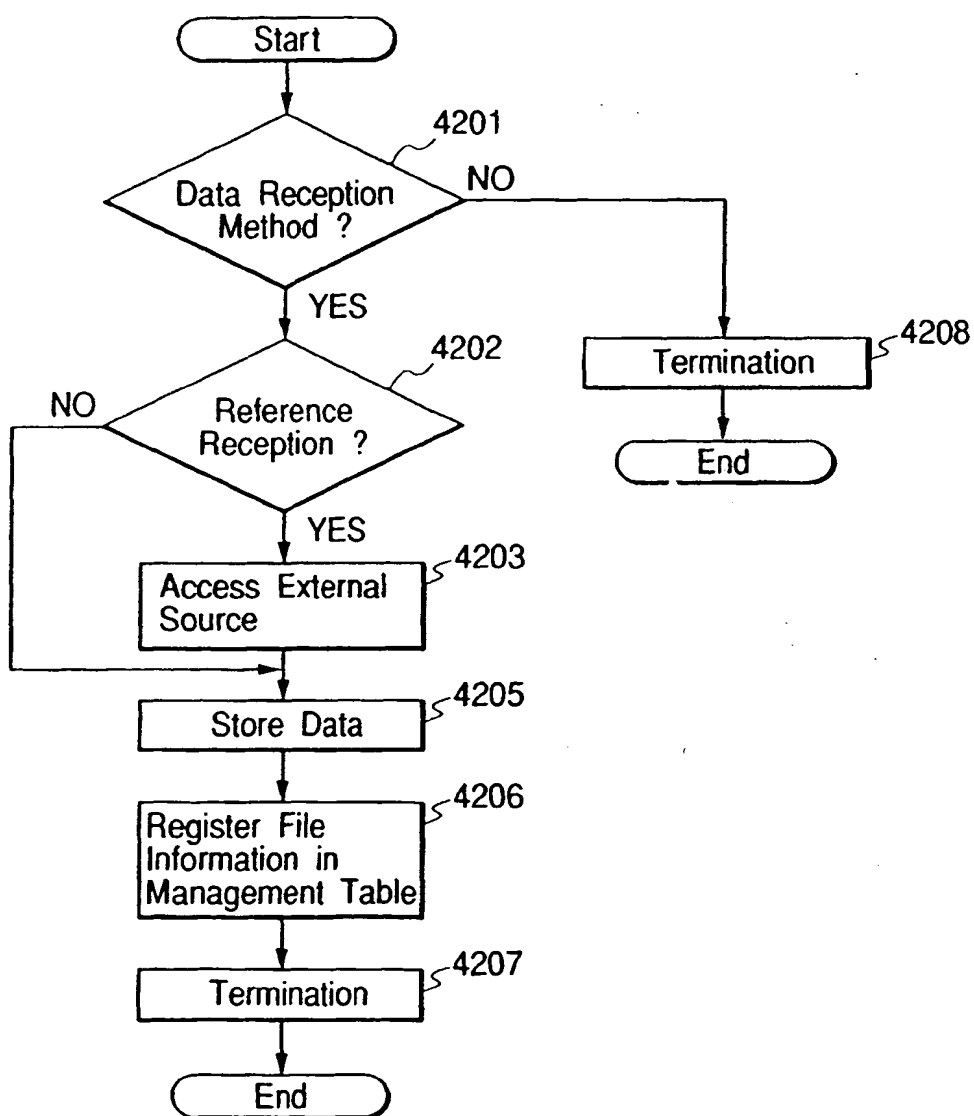 Start
4201
Data Reception
Method ?
NO
YES
4202
4208
Termination
NO
Reference
Reception ?
End
YES
4203
Access External
Source
4205
Store Data
4206
Register File
Information in
Management Table
4207
Termination
End